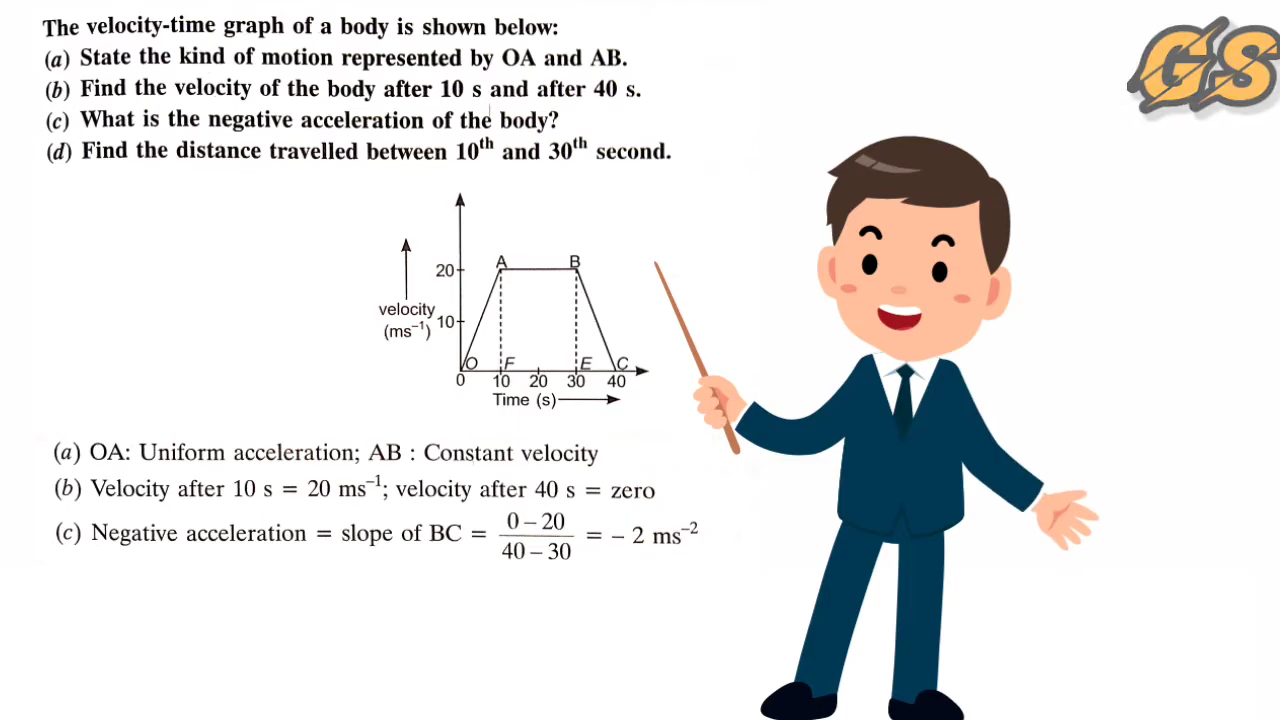 The velocity-time graph of a body is shown below:
(a) State the kind of motion represented by OA and AB.
(b) Find the velocity of the body after 10 s and after 40 s.
(c) What is the negative acceleration of the body?
(d) Find the distance travelled between 10th and 30th second.
GS
A B
20
velocity
(ms⁻¹)
10
O F E C
0 10 20 30 40
Time (s)
(a) OA: Uniform acceleration; AB : Constant velocity
(b) Velocity after 10 s = 20 ms⁻¹; velocity after 40 s = zero
(c) Negative acceleration = slope of BC = (0 – 20)/(40 – 30) = – 2 ms⁻²